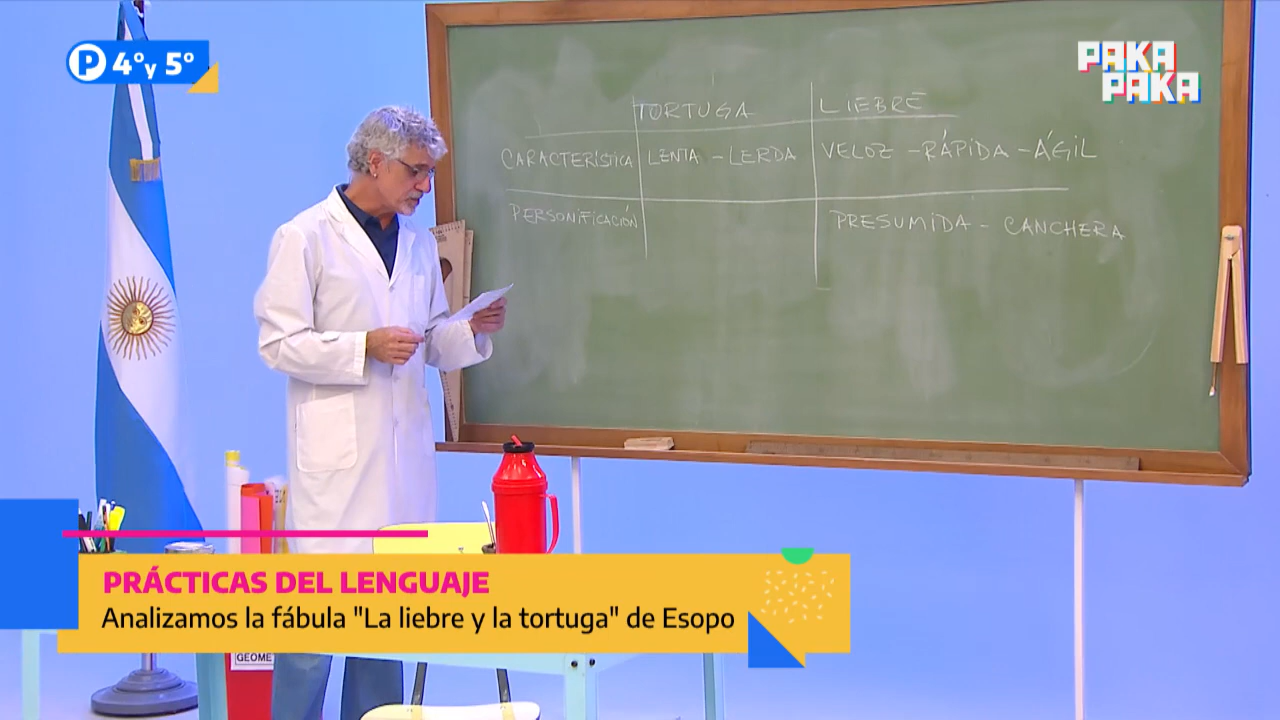 P 4° y 5°
PAKA
PAKA
TORTUGA LIEBRE
CARACTERÍSTICA LENTA - LERDA VELOZ - RÁPIDA - ÁGIL
PERSONIFICACIÓN PRESUMIDA - CANCHERA
PRÁCTICAS DEL LENGUAJE
Analizamos la fábula "La liebre y la tortuga" de Esopo
GEOME